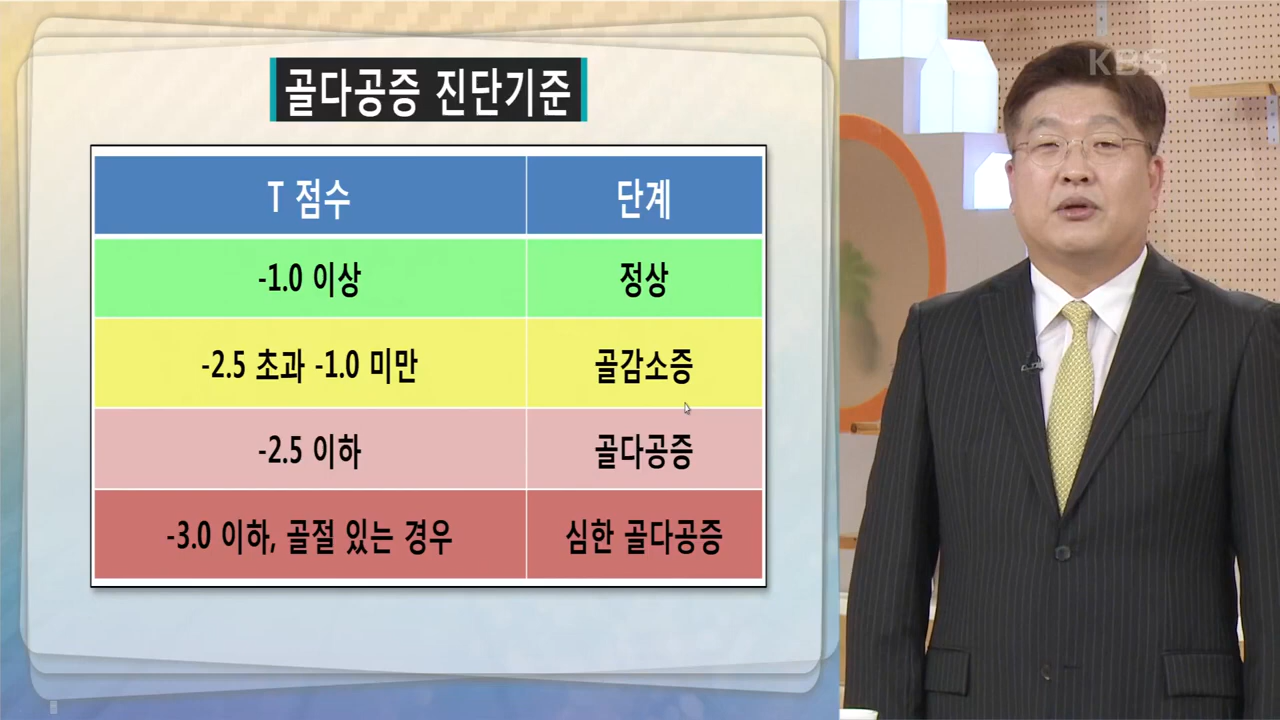 골다공증 진단기준
KBS
T 점수 단계
-1.0 이상 정상
-2.5 초과 -1.0 미만 골감소증
-2.5 이하 골다공증
-3.0 이하, 골절 있는 경우 심한 골다공증